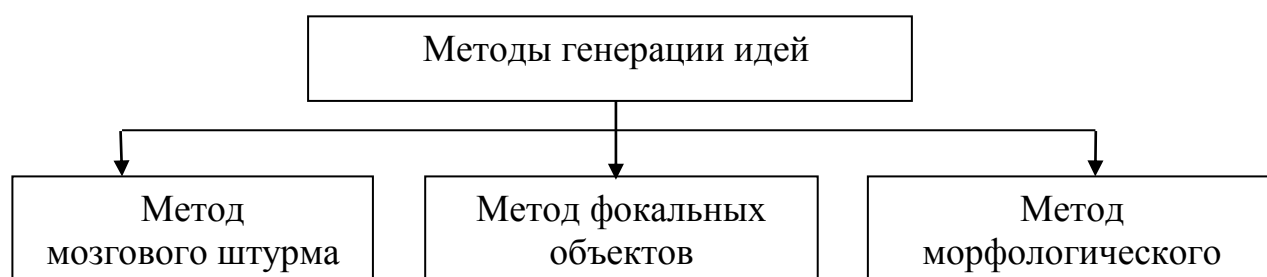 Методы генерации идей
Метод
мозгового штурма
Метод фокальных
объектов
Метод
морфологического